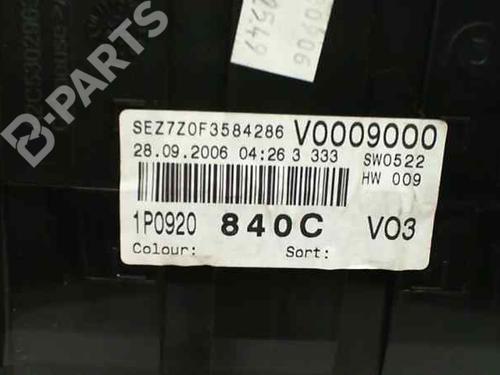 SEZ7Z0F3584286 V0009000
28.09.2006 04:26 3 333 SW0522
HW 009
1P0920 840C V03
Colour: Sort:
B-PARTS